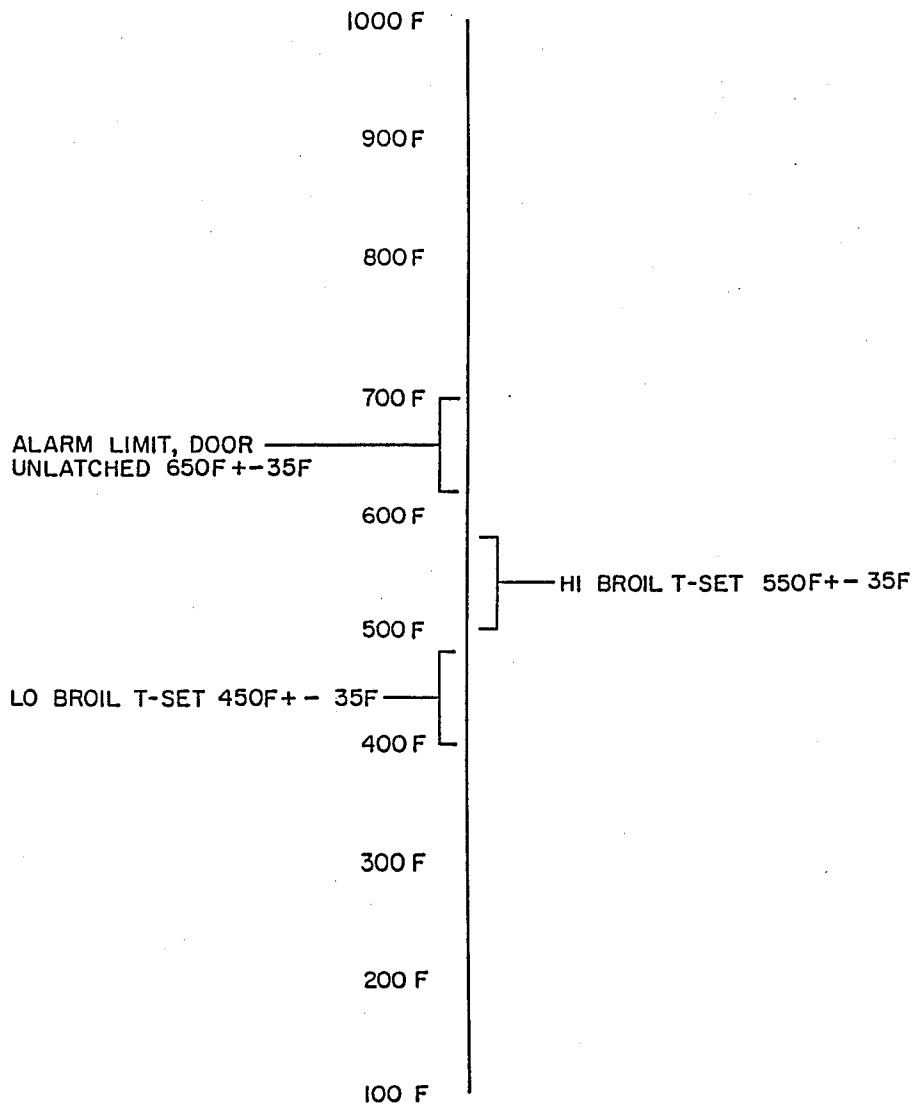 1000 F
900 F
800 F
700 F
ALARM LIMIT, DOOR
UNLATCHED 650F +-35F
600 F
HI BROIL T-SET 550F+- 35F
500 F
LO BROIL T-SET 450F+ - 35F
400 F
300 F
200 F
100 F